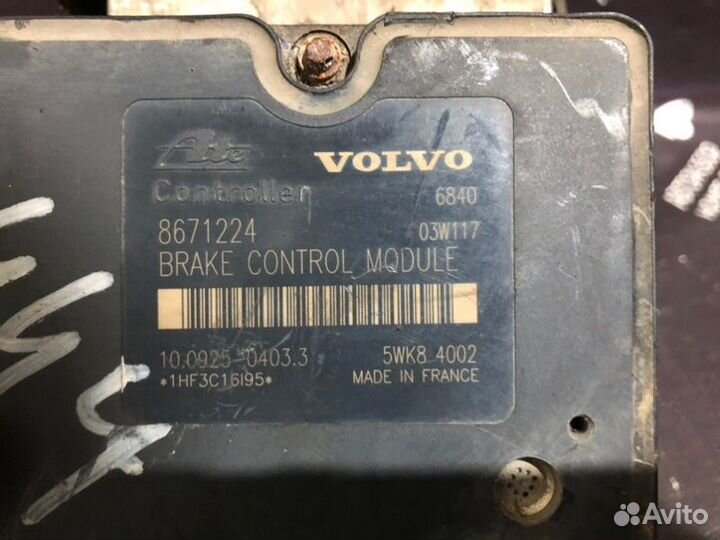 Ate VOLVO
Controller 6840
8671224 03W117
BRAKE CONTROL MODULE
10.0925-0403.3 5WK8 4002
*1HF3C16I95* MADE IN FRANCE
Avito